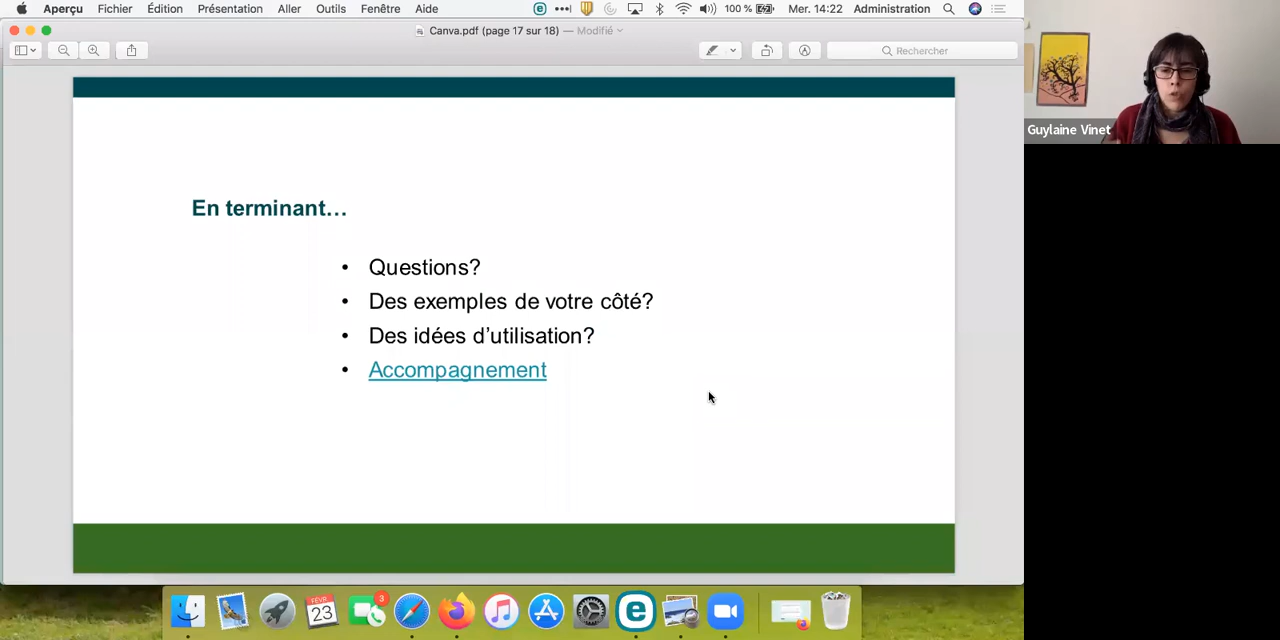 Aperçu Fichier Édition Présentation Aller Outils Fenêtre Aide 100 % Mer. 14:22 Administration
Canva.pdf (page 17 sur 18) — Modifié
Rechercher
Guylaine Vinet
En terminant…
• Questions?
• Des exemples de votre côté?
• Des idées d'utilisation?
• Accompagnement
FÉVR.
23
3
e